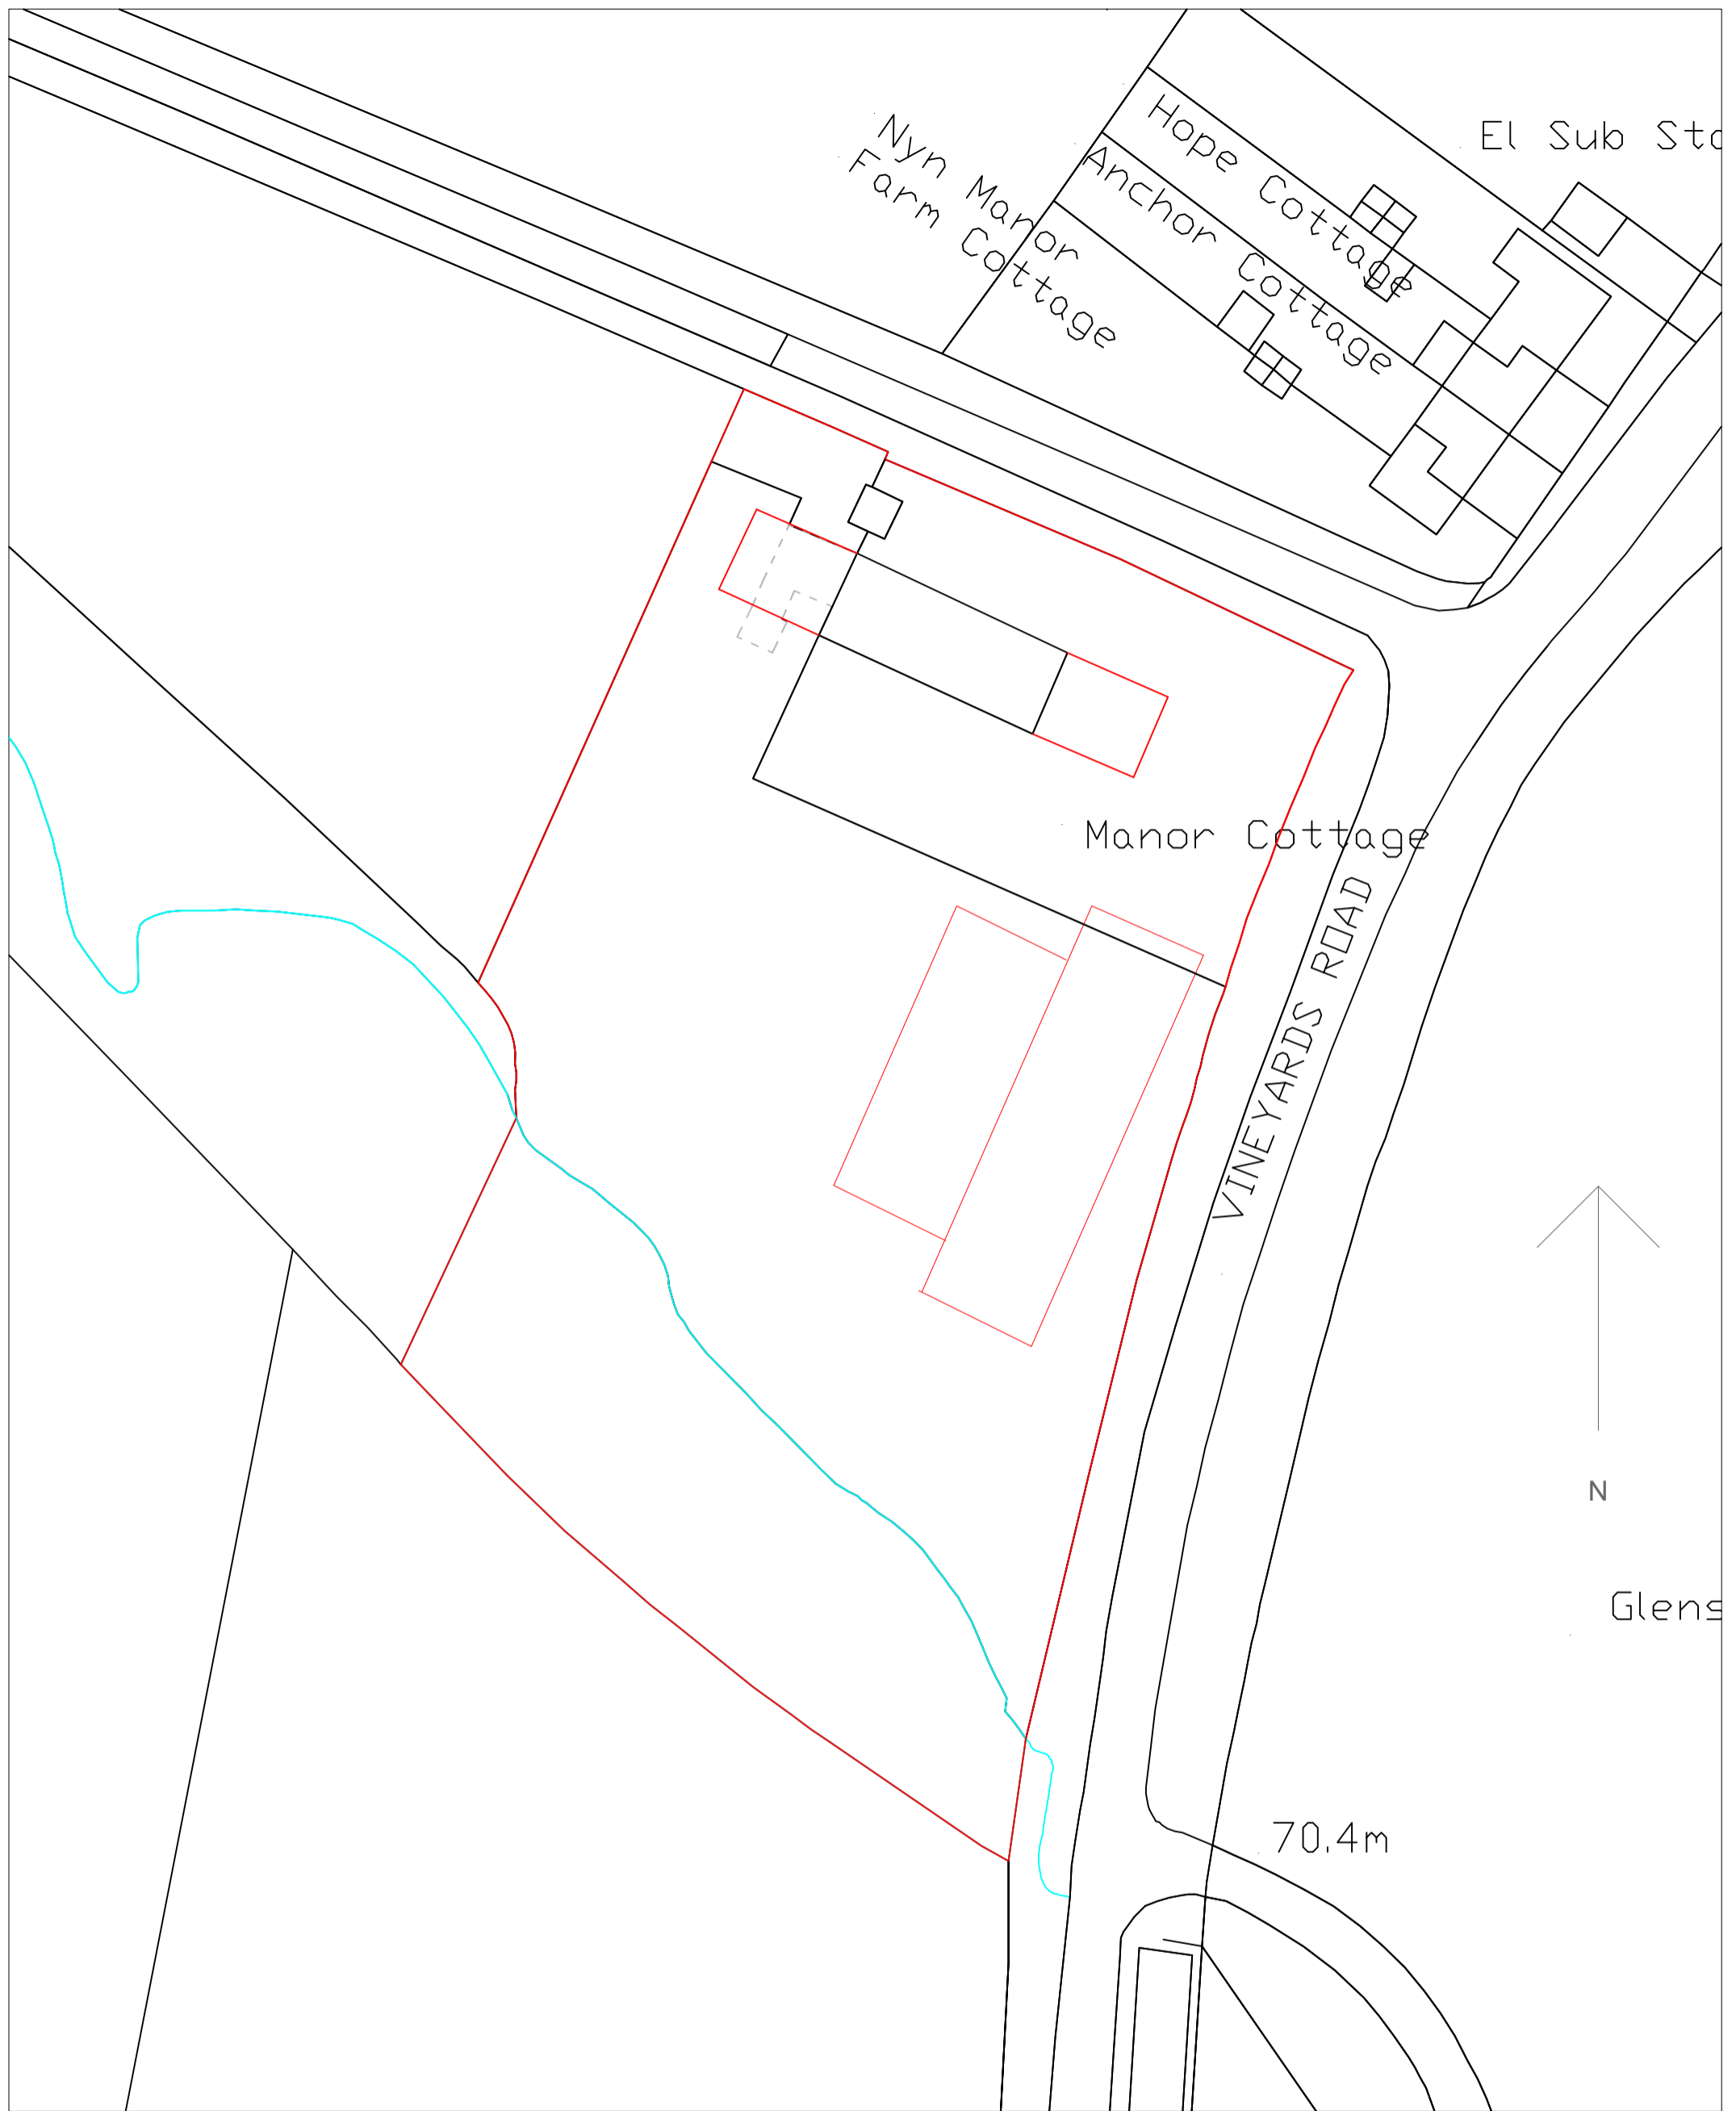 El Sub Sta
Hope Cottage
Anchor Cottage
Nyn Manor
Farm Cottage
Manor Cottage
VINEYARDS ROAD
N
Glens
70.4m